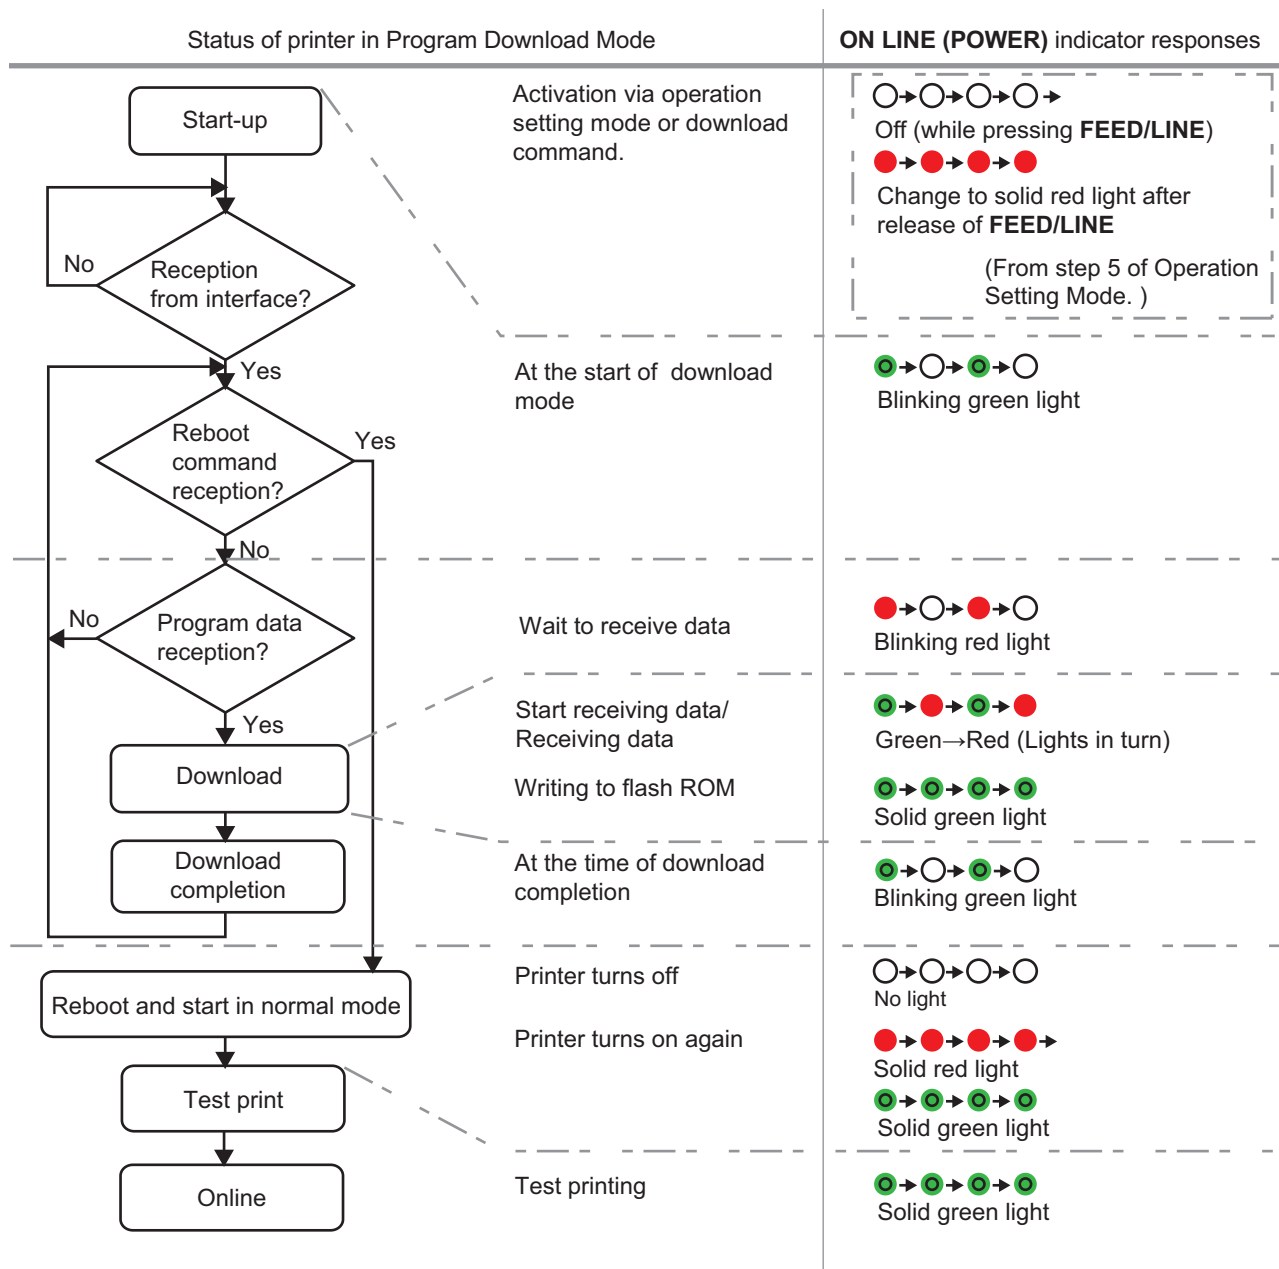 Status of printer in Program Download Mode
ON LINE (POWER) indicator responses
Start-up
Activation via operation
setting mode or download
command.
Off (while pressing FEED/LINE)
Change to solid red light after
release of FEED/LINE
(From step 5 of Operation
Setting Mode. )
No
Reception
from interface?
Yes
At the start of download
mode
Blinking green light
Reboot
command
reception?
Yes
No
No
Program data
reception?
Wait to receive data
Blinking red light
Yes
Start receiving data/
Receiving data
Green→Red (Lights in turn)
Download
Writing to flash ROM
Solid green light
Download
completion
At the time of download
completion
Blinking green light
Printer turns off
No light
Reboot and start in normal mode
Printer turns on again
Solid red light
Test print
Solid green light
Online
Test printing
Solid green light